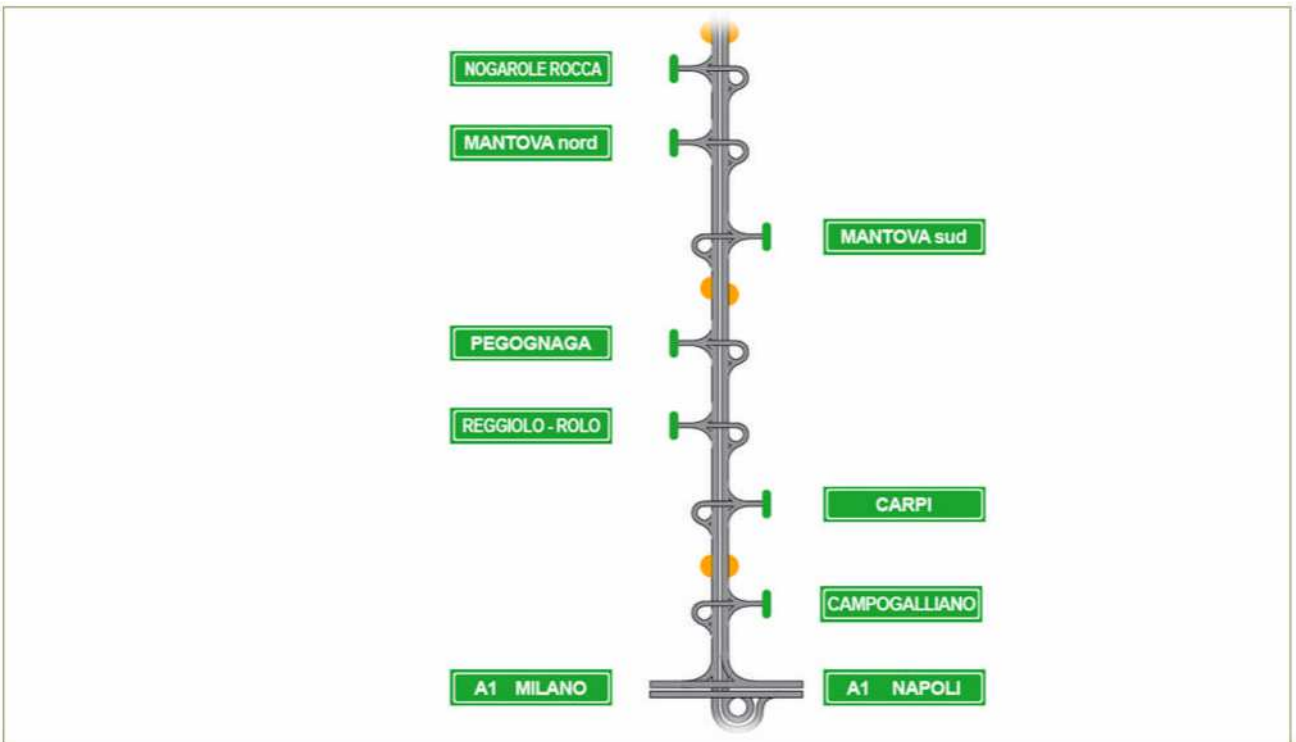 NOGAROLE ROCCA
MANTOVA nord
MANTOVA sud
PEGOGNAGA
REGGIOLO - ROLO
CARPI
CAMPOGALLIANO
A1 MILANO
A1 NAPOLI